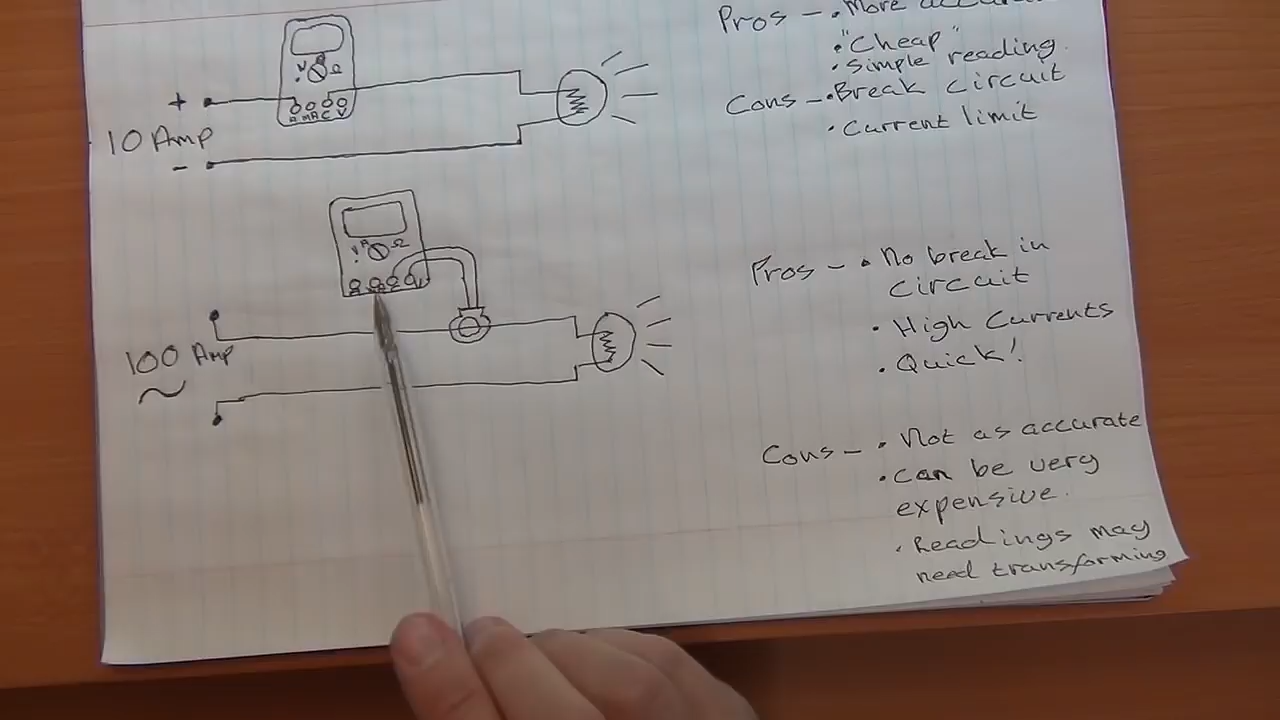 Pros - • More
• "Cheap"
• Simple reading.
Cons - • Break circuit
• Current limit
V Ω
+
A mA C V
10 Amp
-
V A Ω
Pros - • No break in
circuit
• High Currents
• Quick!
100 Amp
~
Cons - • Not as accurate
• Can be very
expensive.
• Readings may
need transforming